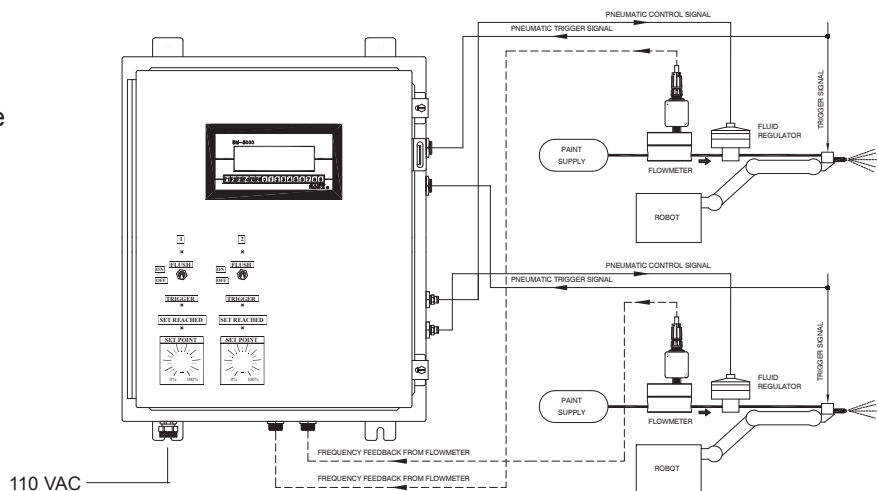 PNEUMATIC CONTROL SIGNAL
PNEUMATIC TRIGGER SIGNAL
e
FLUID
REGULATOR
TRIGGER SIGNAL
PAINT
SUPPLY
FLOWMETER
ROBOT
1 2
FLUSH FLUSH
ON ON
OFF OFF
TRIGGER TRIGGER
SET REACHED SET REACHED
SET POINT SET POINT
0% 100% 0% 100%
PNEUMATIC CONTROL SIGNAL
PNEUMATIC TRIGGER SIGNAL
FLUID
REGULATOR
TRIGGER SIGNAL
PAINT
SUPPLY
FLOWMETER
ROBOT
FREQUENCY FEEDBACK FROM FLOWMETER
FREQUENCY FEEDBACK FROM FLOWMETER
110 VAC